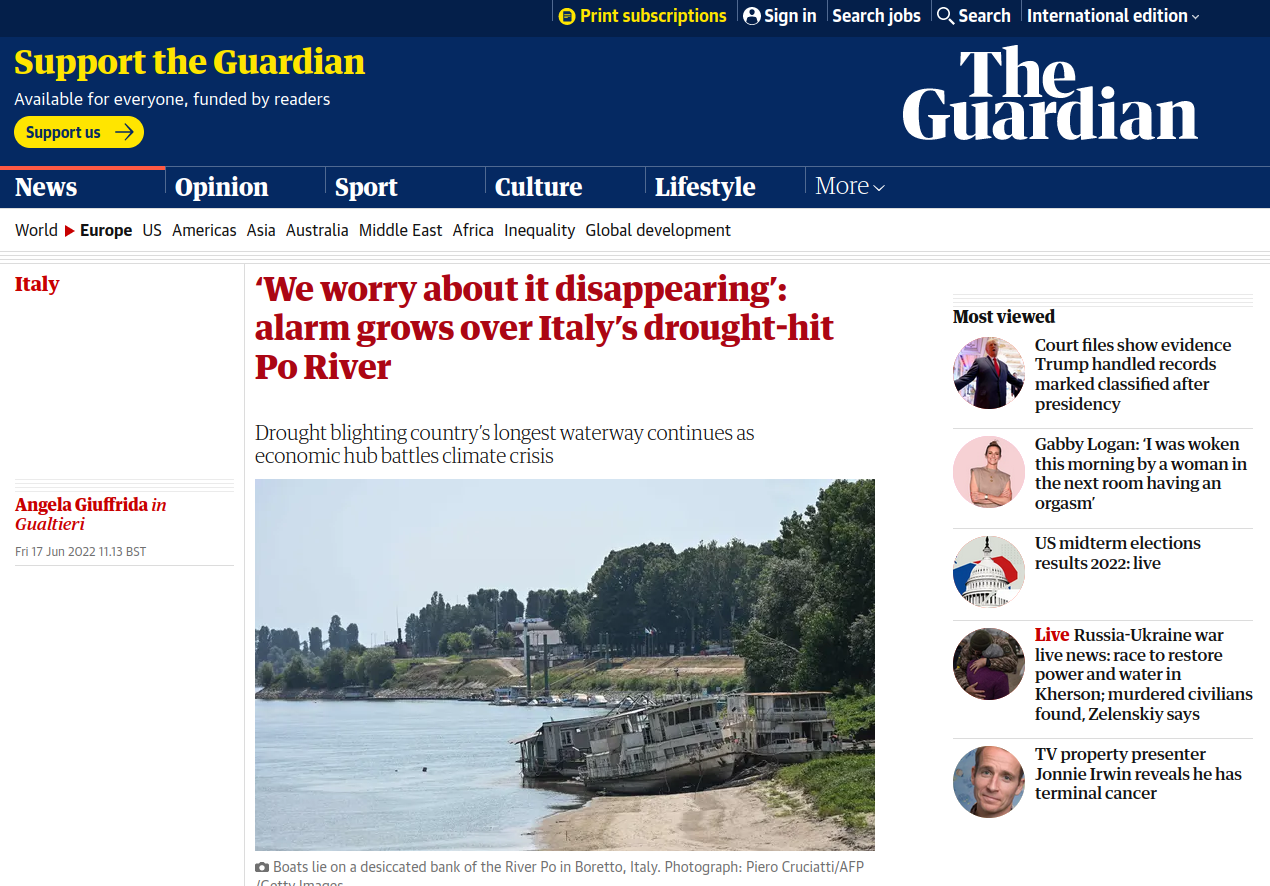 Print subscriptions
Sign in
Search jobs
Search
International edition
Support the Guardian
Available for everyone, funded by readers
Support us
The
Guardian
News
Opinion
Sport
Culture
Lifestyle
More
World
Europe
US
Americas
Asia
Australia
Middle East
Africa
Inequality
Global development
Italy
‘We worry about it disappearing’:
alarm grows over Italy’s drought-hit
Po River
Drought blighting country’s longest waterway continues as
economic hub battles climate crisis
Angela Giuffrida in
Gualtieri
Fri 17 Jun 2022 11.13 BST
Boats lie on a desiccated bank of the River Po in Boretto, Italy. Photograph: Piero Cruciatti/AFP
/Getty Images
Most viewed
Court files show evidence
Trump handled records
marked classified after
presidency
Gabby Logan: ‘I was woken
this morning by a woman in
the next room having an
orgasm’
US midterm elections
results 2022: live
Live Russia-Ukraine war
live news: race to restore
power and water in
Kherson; murdered civilians
found, Zelenskiy says
TV property presenter
Jonnie Irwin reveals he has
terminal cancer